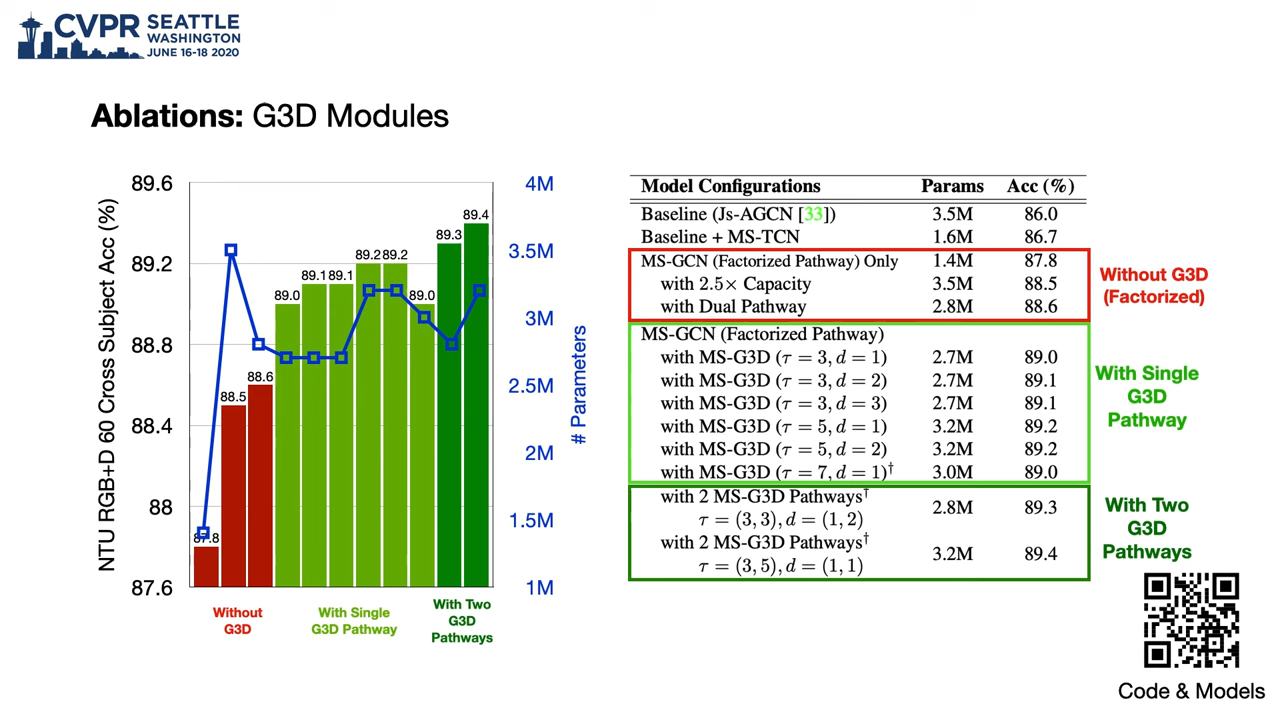 CVPR
SEATTLE
WASHINGTON
JUNE 16-18 2020
Ablations: G3D Modules
NTU RGB+D 60 Cross Subject Acc (%)
89.6
89.2
88.8
88.4
88
87.6
87.8
88.5
88.6
89.0
89.1
89.1
89.2
89.2
89.0
89.3
89.4
4M
3.5M
3M
2.5M
2M
1.5M
1M
# Parameters
Without
G3D
With Single
G3D Pathway
With Two
G3D
Pathways
Model Configurations Params Acc (%)
Baseline (Js-AGCN [33]) 3.5M 86.0
Baseline + MS-TCN 1.6M 86.7
MS-GCN (Factorized Pathway) Only 1.4M 87.8
with 2.5× Capacity 3.5M 88.5
with Dual Pathway 2.8M 88.6
MS-GCN (Factorized Pathway)
with MS-G3D (τ = 3, d = 1) 2.7M 89.0
with MS-G3D (τ = 3, d = 2) 2.7M 89.1
with MS-G3D (τ = 3, d = 3) 2.7M 89.1
with MS-G3D (τ = 5, d = 1) 3.2M 89.2
with MS-G3D (τ = 5, d = 2) 3.2M 89.2
with MS-G3D (τ = 7, d = 1)† 3.0M 89.0
with 2 MS-G3D Pathways† 2.8M 89.3
τ = (3, 3), d = (1, 2)
with 2 MS-G3D Pathways† 3.2M 89.4
τ = (3, 5), d = (1, 1)
Without G3D
(Factorized)
With Single
G3D
Pathway
With Two
G3D
Pathways
Code & Models